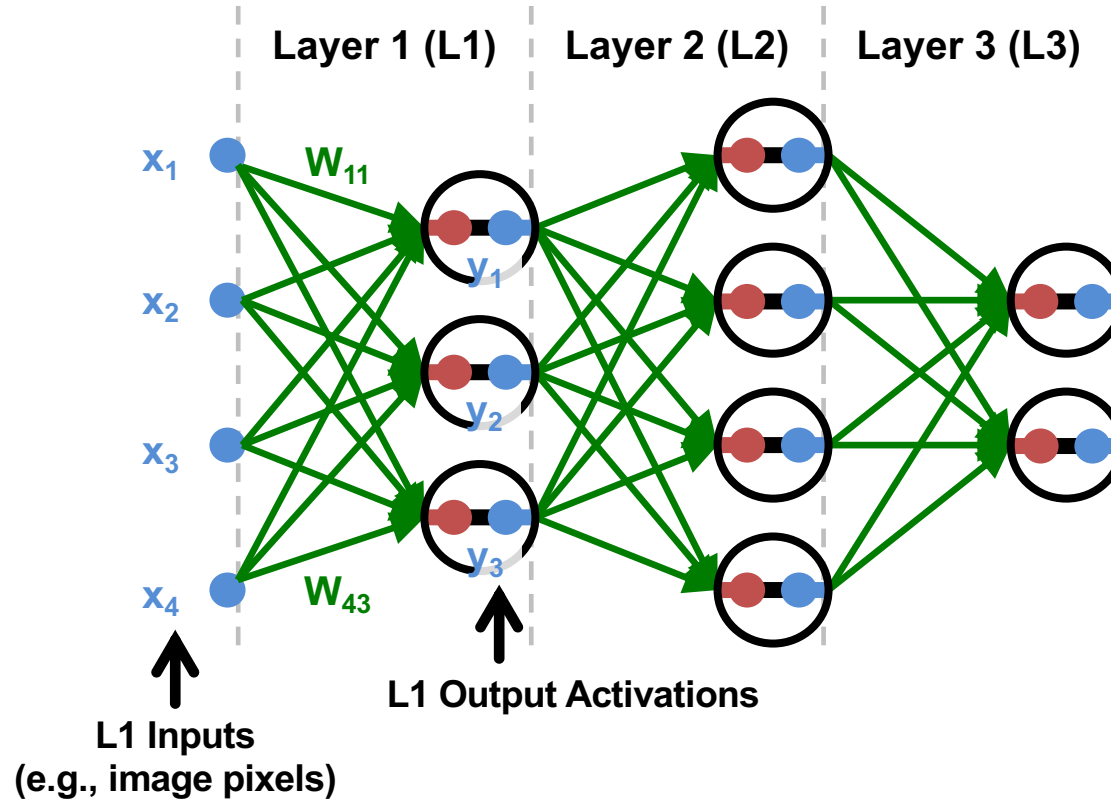 Layer 1 (L1)
Layer 2 (L2)
Layer 3 (L3)
x₁
W₁₁
y₁
x₂
y₂
x₃
y₃
x₄
W₄₃
L1 Output Activations
L1 Inputs
(e.g., image pixels)